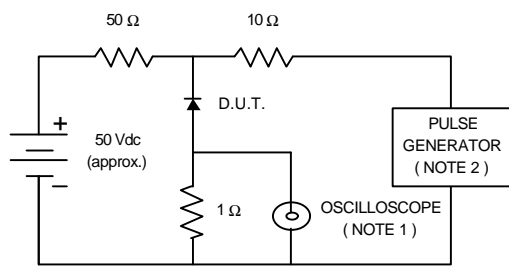 50 Ω
10 Ω
D.U.T.
+
50 Vdc
(approx.)
−
PULSE
GENERATOR
( NOTE 2 )
1 Ω
OSCILLOSCOPE
( NOTE 1 )